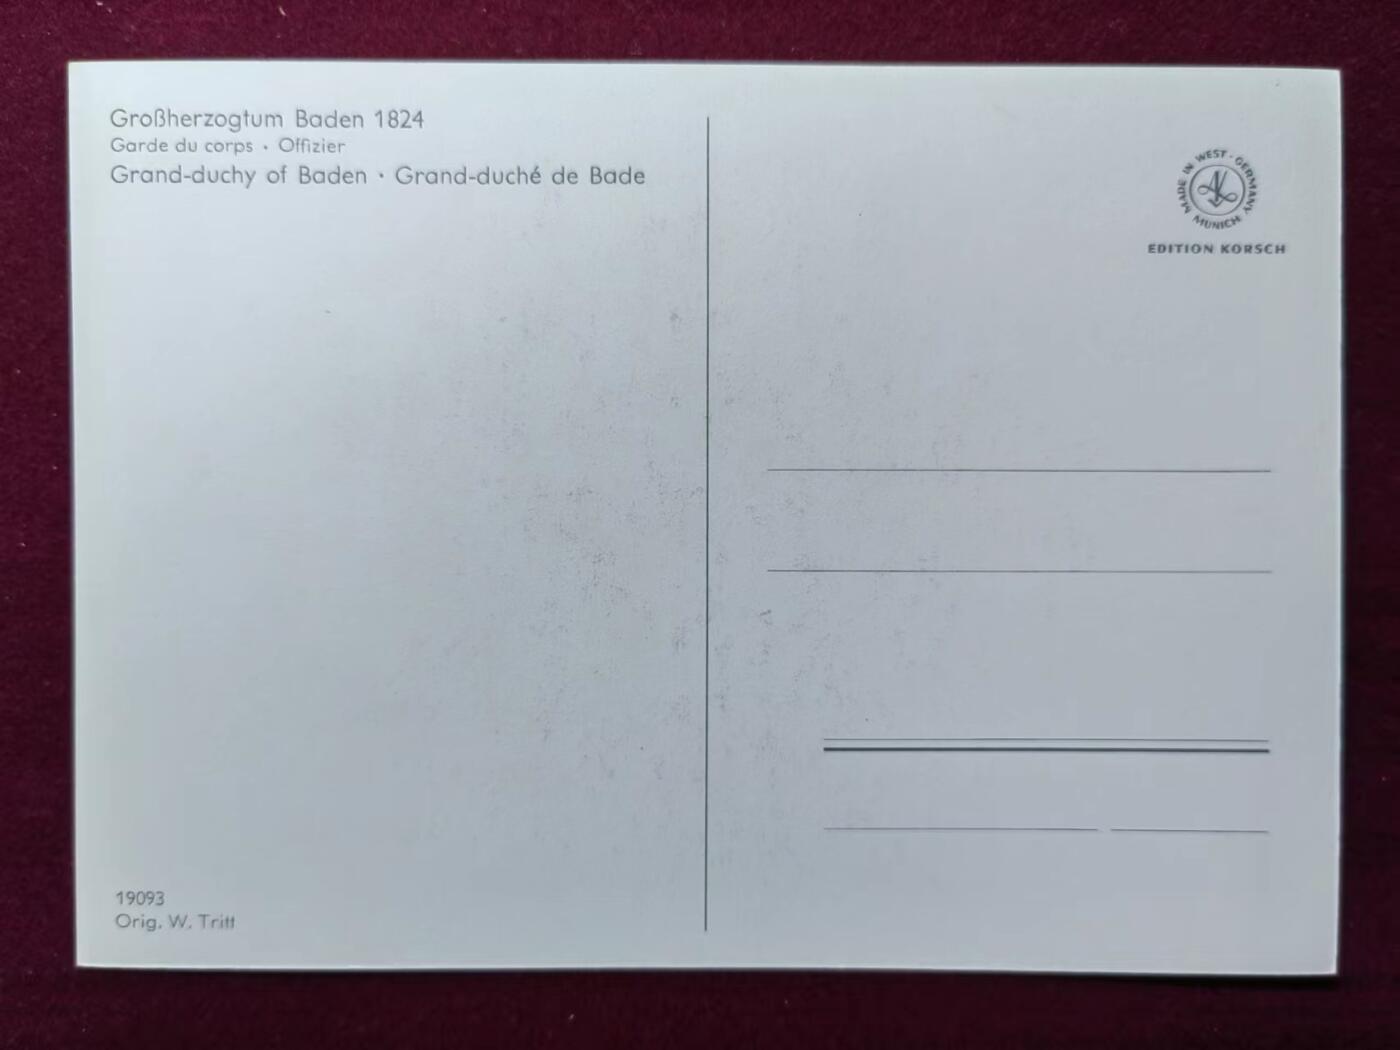 Großherzogtum Baden 1824
Garde du corps • Offizier
Grand-duchy of Baden • Grand-duché de Bade
MADE IN WEST-GERMANY
MUNICH
AK
EDITION KORSCH
19093
Orig. W. Tritt